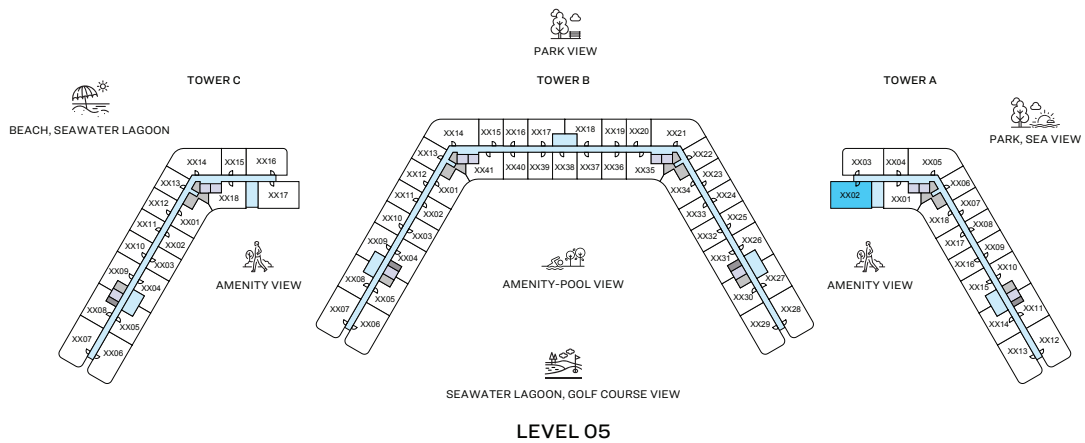 PARK VIEW
TOWER C
TOWER B
TOWER A
BEACH, SEAWATER LAGOON
PARK, SEA VIEW
XX14
XX15
XX16
XX13
XX17
XX12
XX18
XX11
XX01
XX10
XX02
XX03
XX09
XX04
XX08
XX05
XX07
XX06
AMENITY VIEW
XX14
XX15
XX16
XX17
XX18
XX19
XX20
XX21
XX13
XX22
XX12
XX41
XX40
XX39
XX38
XX37
XX36
XX35
XX23
XX11
XX01
XX34
XX24
XX10
XX02
XX33
XX25
XX09
XX03
XX32
XX26
XX08
XX04
XX31
XX27
XX07
XX05
XX30
XX28
XX06
XX29
AMENITY-POOL VIEW
XX03
XX04
XX05
XX02
XX01
XX06
XX18
XX07
XX17
XX08
XX16
XX09
XX15
XX10
XX14
XX11
XX13
XX12
AMENITY VIEW
SEAWATER LAGOON, GOLF COURSE VIEW
LEVEL 05